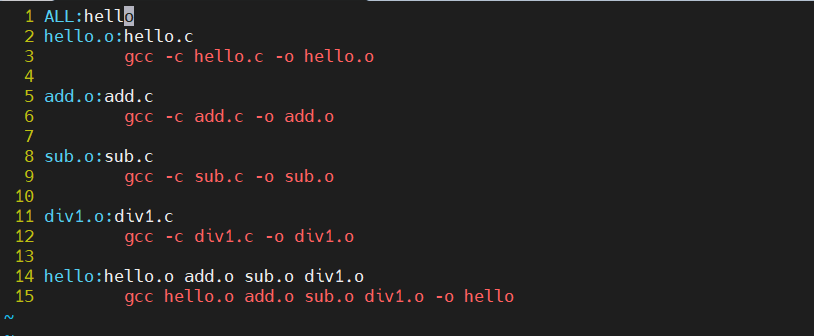 1 ALL:hello
2 hello.o:hello.c
3         gcc -c hello.c -o hello.o
4
5 add.o:add.c
6         gcc -c add.c -o add.o
7
8 sub.o:sub.c
9         gcc -c sub.c -o sub.o
10
11 div1.o:div1.c
12         gcc -c div1.c -o div1.o
13
14 hello:hello.o add.o sub.o div1.o
15         gcc hello.o add.o sub.o div1.o -o hello
~